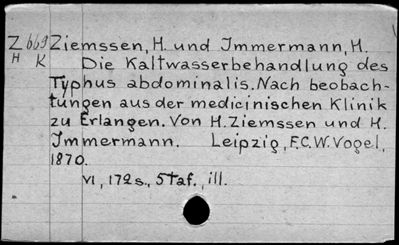 Z 669 Ziemssen, H. und Immermann, H.
H K Die Kaltwasserbehandlung des
Typhus abdominalis. Nach beobach-
tungen aus der medicinischen Klinik
zu Erlangen. Von H. Ziemssen und H.
Immermann. Leipzig, F.C.W. Vogel,
1870.
VI, 172 s., 5 taf., ill.